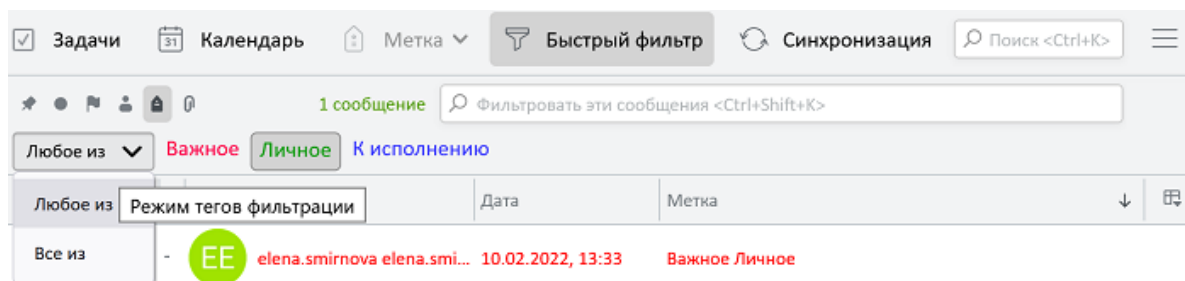 Задачи 31 Календарь Метка Быстрый фильтр Синхронизация Поиск <Ctrl+K>
1 сообщение Фильтровать эти сообщения <Ctrl+Shift+K>
Любое из Важное Личное К исполнению
Любое из Режим тегов фильтрации Дата Метка
Все из - EE elena.smirnova elena.smi... 10.02.2022, 13:33 Важное Личное